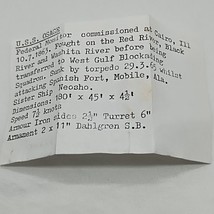 U.S.S. OSAGE
Federal Monitor commissioned at Cairo, Ill
10.7.1863. Fought on the Red River, Black
River and Washita River before being
transferred to West Gulf Blockading
Squadron. Sunk by torpedo 29.3.65 Whilst
attacking Spanish Fort, Mobile, Ala.
Sister Ship Neosho.
Dimensions: 180' x 45' x 4½'
Speed 7½ knots
Armour Iron sides 2½" Turret 6"
Armament 2 x 11" Dahlgren S.B.